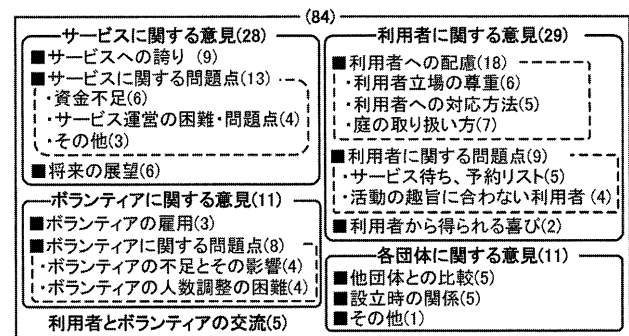 (84)
サービスに関する意見(28)
■サービスへの誇り(9)
■サービスに関する問題点(13)
・資金不足(6)
・サービス運営の困難・問題点(4)
・その他(3)
■将来の展望(6)
ボランティアに関する意見(11)
■ボランティアの雇用(3)
■ボランティアに関する問題点(8)
・ボランティアの不足とその影響(4)
・ボランティアの人数調整の困難(4)
利用者とボランティアの交流(5)
利用者に関する意見(29)
■利用者への配慮(18)
・利用者立場の尊重(6)
・利用者への対応方法(5)
・庭の取り扱い方(7)
■利用者に関する問題点(9)
・サービス待ち、予約リスト(5)
・活動の趣旨に合わない利用者(4)
■利用者から得られる喜び(2)
各団体に関する意見(11)
■他団体との比較(5)
■設立時の関係(5)
■その他(1)